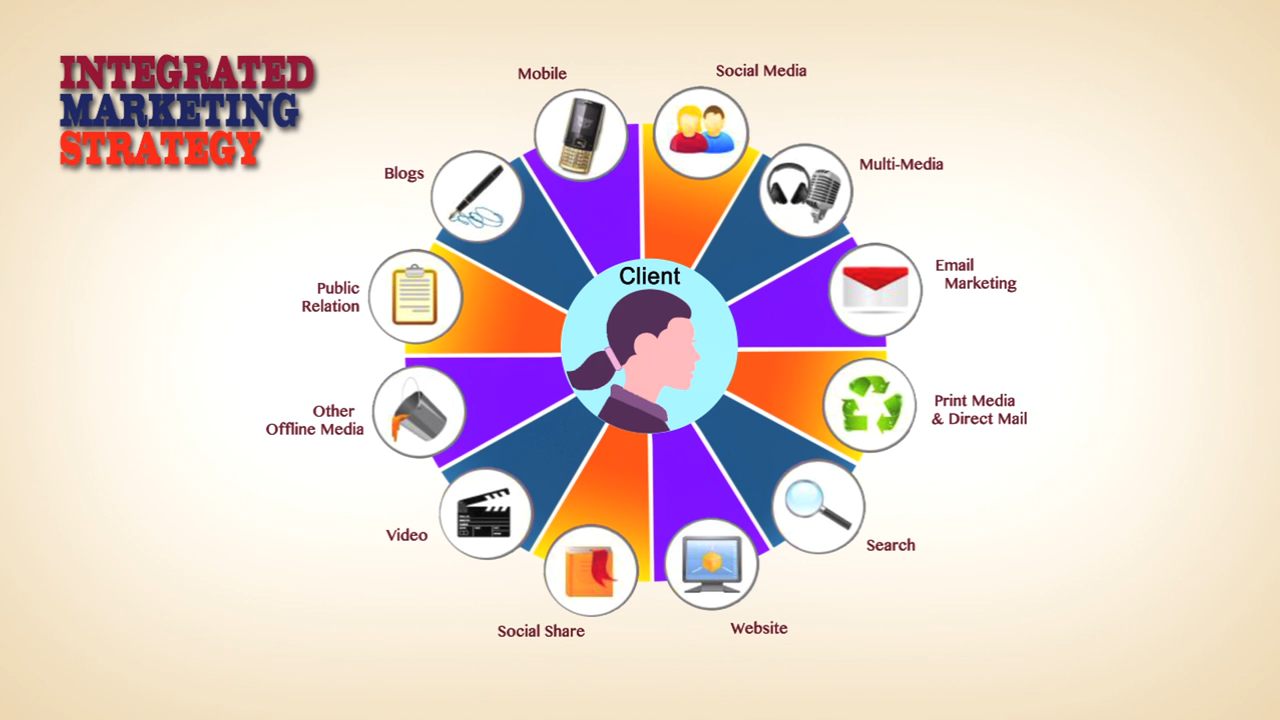 INTEGRATED
MARKETING
STRATEGY
Mobile
Social Media
Blogs
Multi-Media
Client
Email
Marketing
Public
Relation
Print Media
& Direct Mail
Other
Offline Media
Video
Search
Social Share
Website